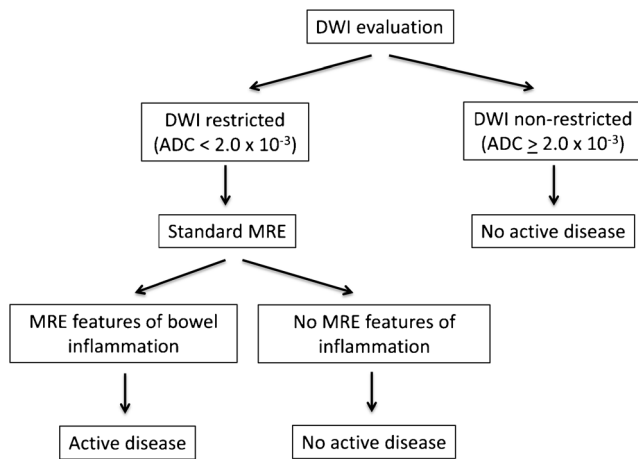 DWI evaluation
DWI restricted
(ADC < 2.0 x 10⁻³)
DWI non-restricted
(ADC ≥ 2.0 x 10⁻³)
Standard MRE
No active disease
MRE features of bowel
inflammation
No MRE features of
inflammation
Active disease
No active disease